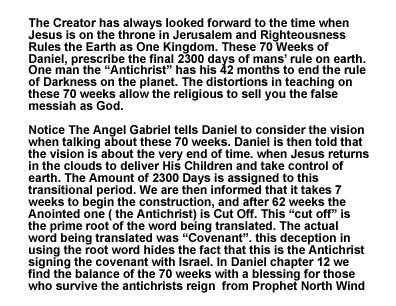 The Creator has always looked forward to the time when
Jesus is on the throne in Jerusalem and Righteousness
Rules the Earth as One Kingdom. These 70 Weeks of
Daniel, prescribe the final 2300 days of mans’ rule on earth.
One man the “Antichrist” has his 42 months to end the rule
of Darkness on the planet. The distortions in teaching on
these 70 weeks allow the religious to sell you the false
messiah as God.
Notice The Angel Gabriel tells Daniel to consider the vision
when talking about these 70 weeks. Daniel is then told that
the vision is about the very end of time. when Jesus returns
in the clouds to deliver His Children and take control of
earth. The Amount of 2300 Days is assigned to this
transitional period. We are then informed that it takes 7
weeks to begin the construction, and after 62 weeks the
Anointed one ( the Antichrist) is Cut Off. This “cut off” is
the prime root of the word being translated. The actual
word being translated was “Covenant”. this deception in
using the root word hides the fact that this is the Antichrist
signing the covenant with Israel. In Daniel chapter 12 we
find the balance of the 70 weeks with a blessing for those
who survive the antichrists reign  from Prophet North Wind